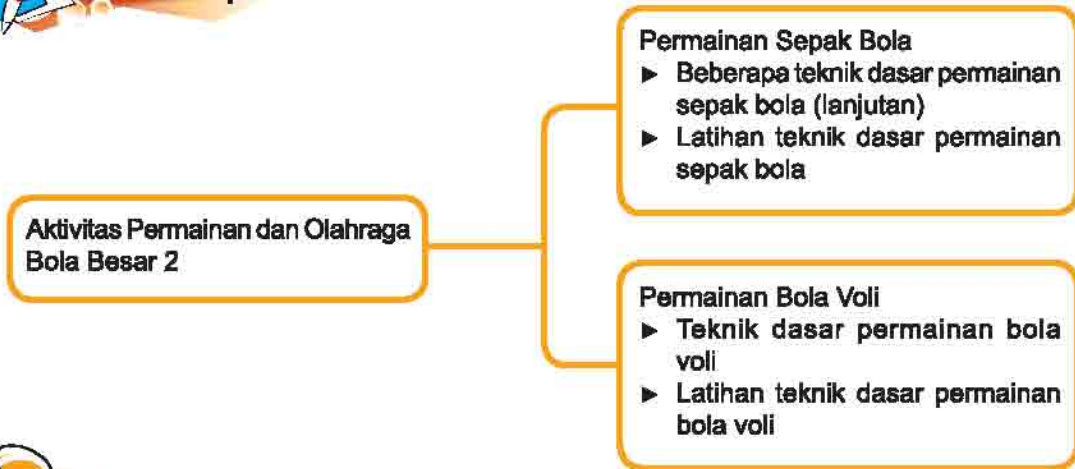 Aktivitas Permainan dan Olahraga
Bola Besar 2
Permainan Sepak Bola
► Beberapa teknik dasar permainan
sepak bola (lanjutan)
► Latihan teknik dasar permainan
sepak bola
Permainan Bola Voli
► Teknik dasar permainan bola
voli
► Latihan teknik dasar permainan
bola voli